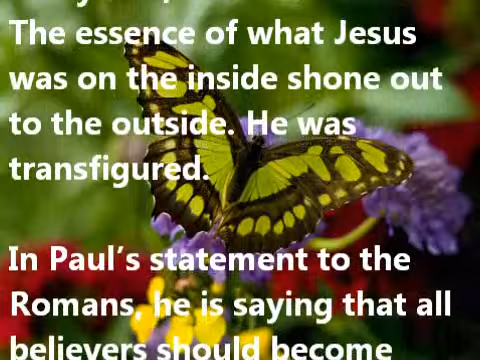 The essence of what Jesus
was on the inside shone out
to the outside. He was
transfigured.
In Paul's statement to the
Romans, he is saying that all
believers should become